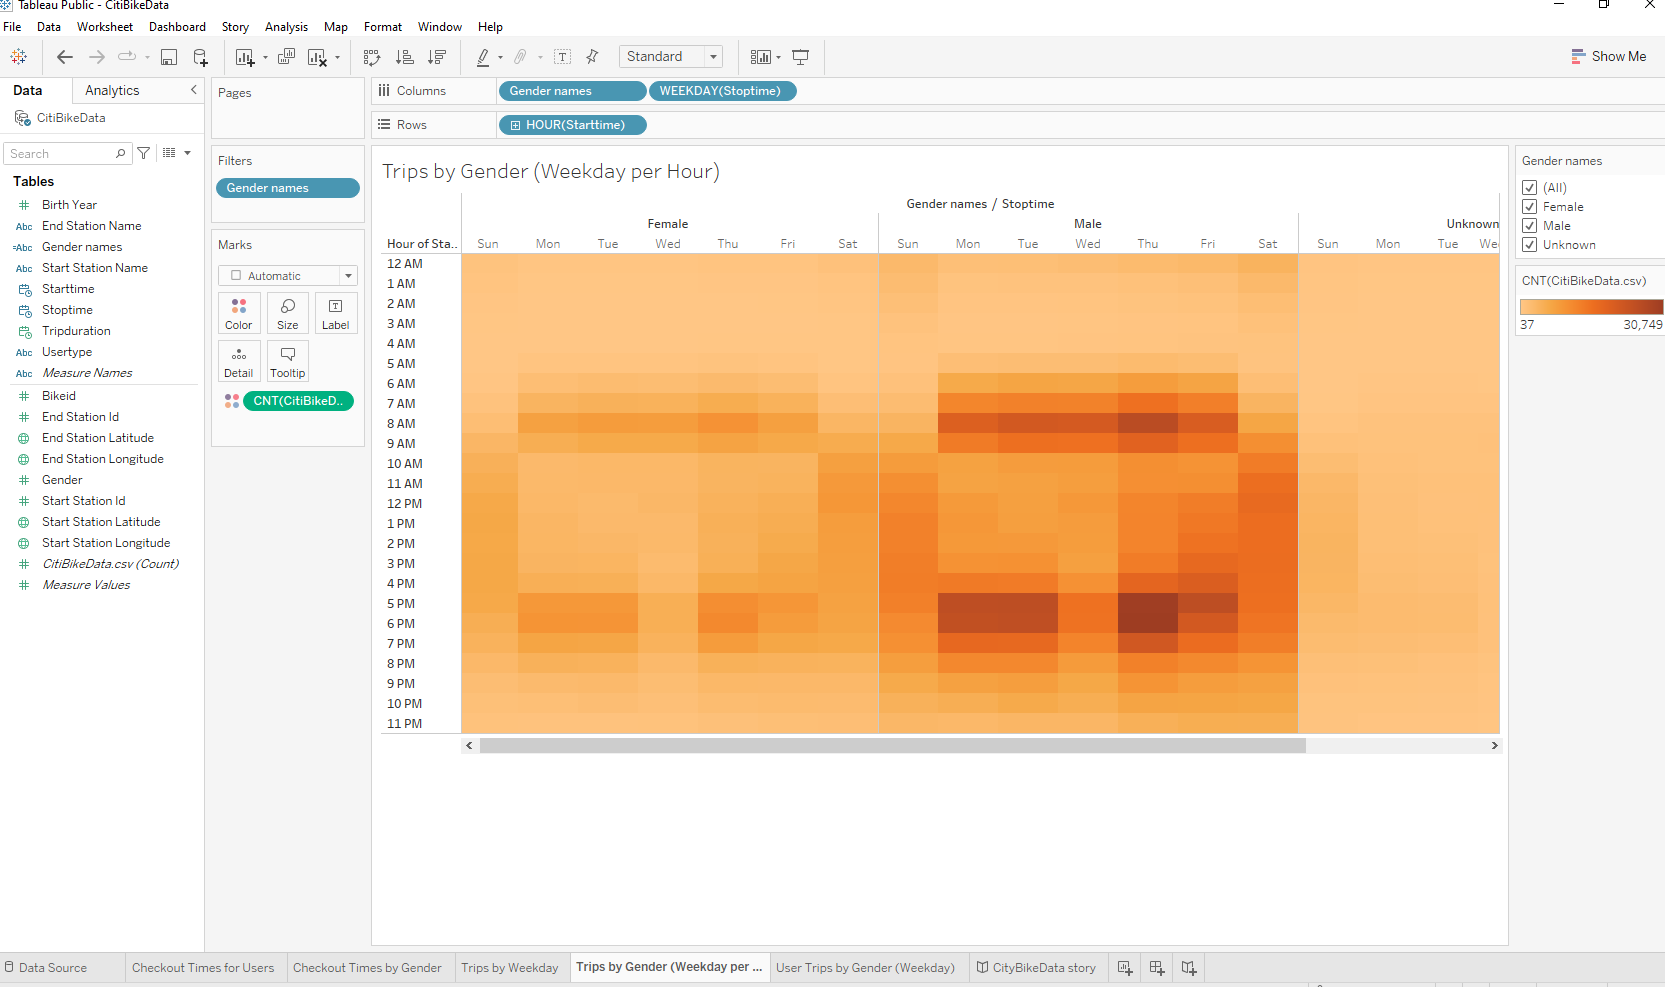 Tableau Public - CitiBikeData
File Data Worksheet Dashboard Story Analysis Map Format Window Help
Standard
Show Me
Data Analytics
CitiBikeData
Search
Tables
Birth Year
Abc End Station Name
=Abc Gender names
Abc Start Station Name
Starttime
Stoptime
Tripduration
Abc Usertype
Abc Measure Names
Bikeid
End Station Id
End Station Latitude
End Station Longitude
Gender
Start Station Id
Start Station Latitude
Start Station Longitude
CitiBikeData.csv (Count)
Measure Values
Pages
Filters
Gender names
Marks
Automatic
Color Size Label
Detail Tooltip
CNT(CitiBikeD..
Columns Gender names WEEKDAY(Stoptime)
Rows HOUR(Starttime)
Trips by Gender (Weekday per Hour)
Gender names / Stoptime
Female Male Unknown
Hour of Sta.. Sun Mon Tue Wed Thu Fri Sat Sun Mon Tue Wed Thu Fri Sat Sun Mon Tue We
12 AM
1 AM
2 AM
3 AM
4 AM
5 AM
6 AM
7 AM
8 AM
9 AM
10 AM
11 AM
12 PM
1 PM
2 PM
3 PM
4 PM
5 PM
6 PM
7 PM
8 PM
9 PM
10 PM
11 PM
Gender names
(All)
Female
Male
Unknown
CNT(CitiBikeData.csv)
37 30,749
Data Source Checkout Times for Users Checkout Times by Gender Trips by Weekday Trips by Gender (Weekday per ... User Trips by Gender (Weekday) CityBikeData story